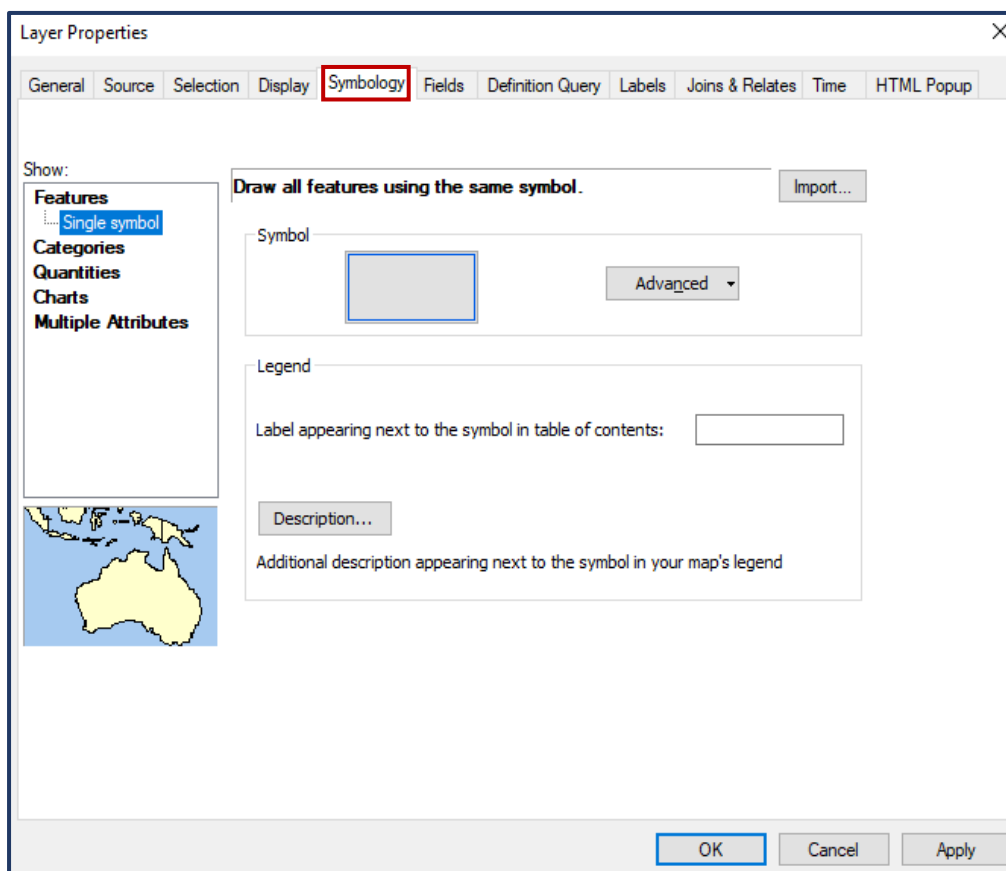 Layer Properties
General Source Selection Display Symbology Fields Definition Query Labels Joins & Relates Time HTML Popup
Show:
Features
Single symbol
Categories
Quantities
Charts
Multiple Attributes
Draw all features using the same symbol.
Import...
Symbol
Advanced
Legend
Label appearing next to the symbol in table of contents:
Description...
Additional description appearing next to the symbol in your map's legend
OK Cancel Apply